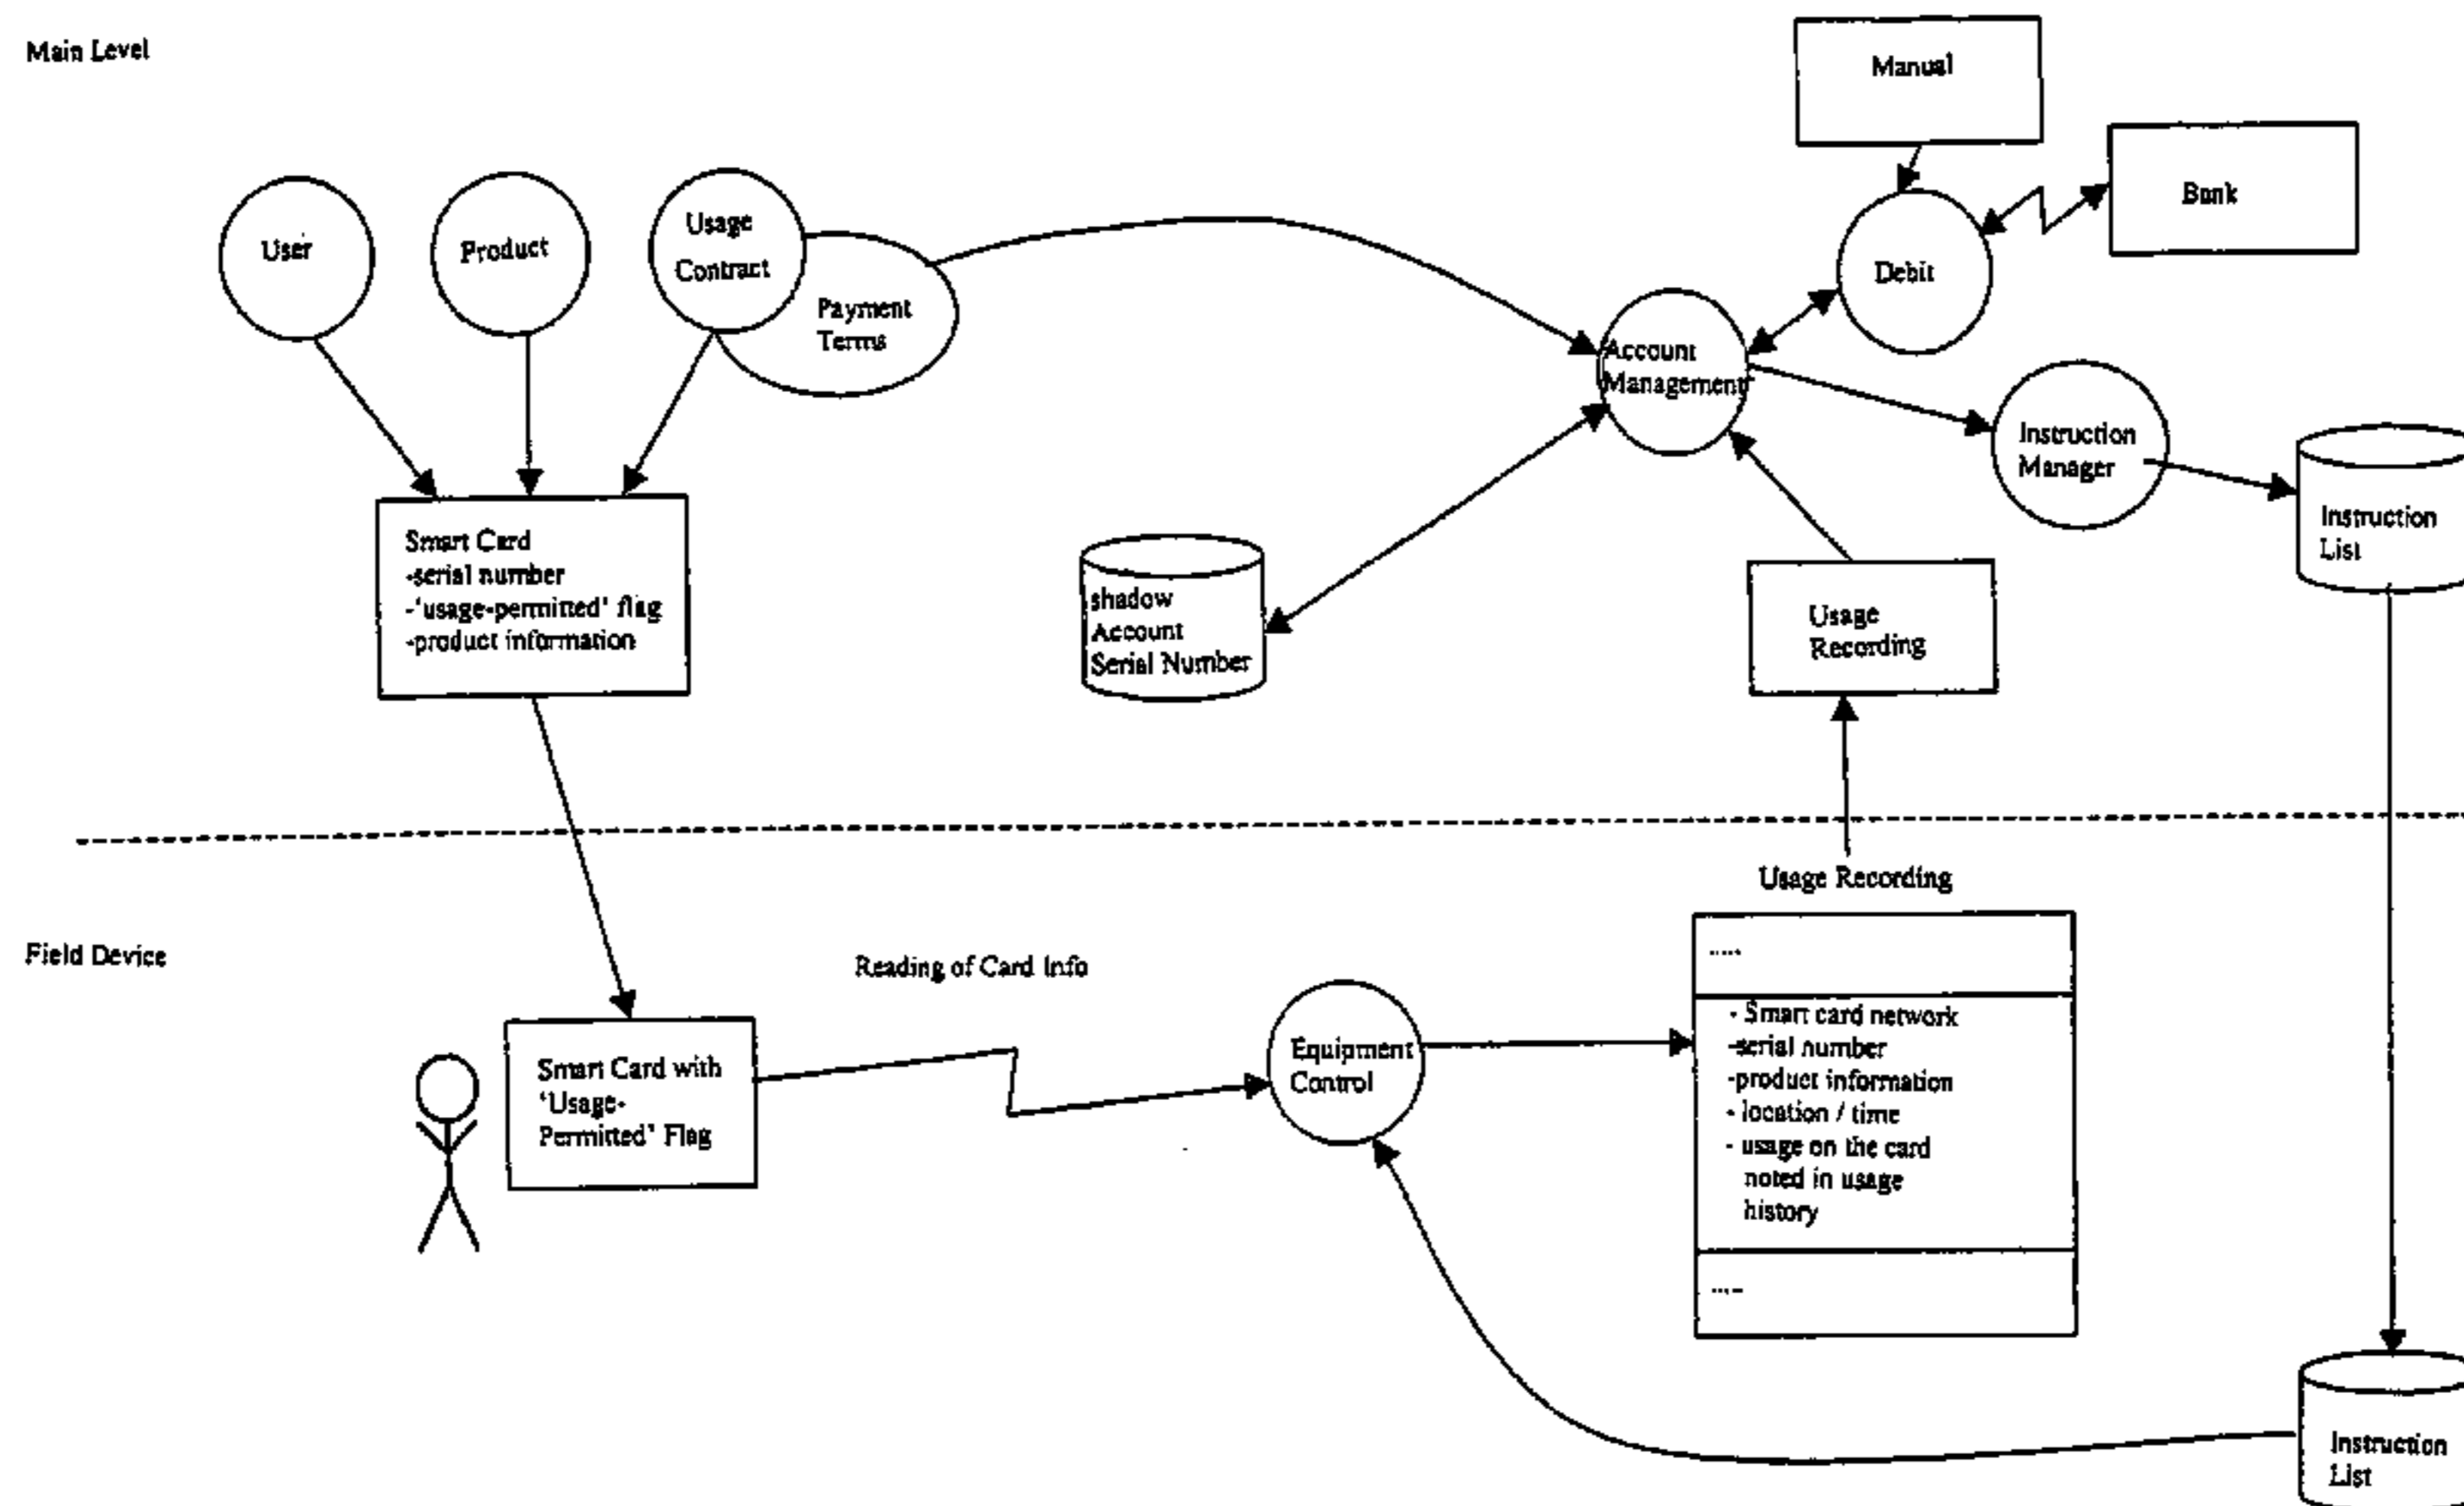 Main Level
Manual
Bank
User
Product
Usage
Contract
Payment
Terms
Debit
Account
Management
Instruction
Manager
Instruction
List
Smart Card
-serial number
-'usage-permitted' flag
-product information
shadow
Account
Serial Number
Usage
Recording
Field Device
Reading of Card Info
Usage Recording
Smart Card with
'Usage-
Permitted' Flag
Equipment
Control
.....
- Smart card network
-serial number
-product information
- location / time
- usage on the card
noted in usage
history
.....
Instruction
List